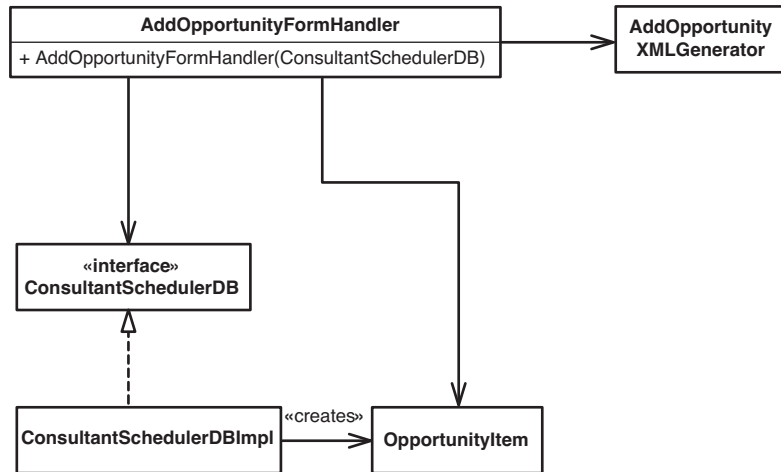 AddOpportunityFormHandler
+ AddOpportunityFormHandler(ConsultantSchedulerDB)
AddOpportunity
XMLGenerator
«interface»
ConsultantSchedulerDB
ConsultantSchedulerDBImpl
«creates»
OpportunityItem